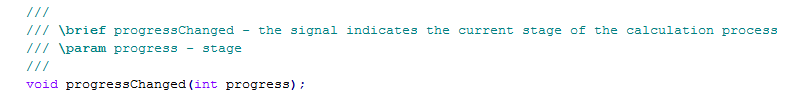 ///
/// \brief progressChanged - the signal indicates the current stage of the calculation process
/// \param progress - stage
///
void progressChanged(int progress);